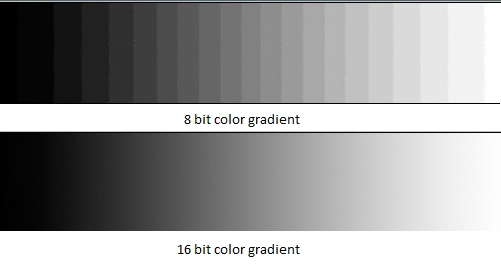 8 bit color gradient
16 bit color gradient